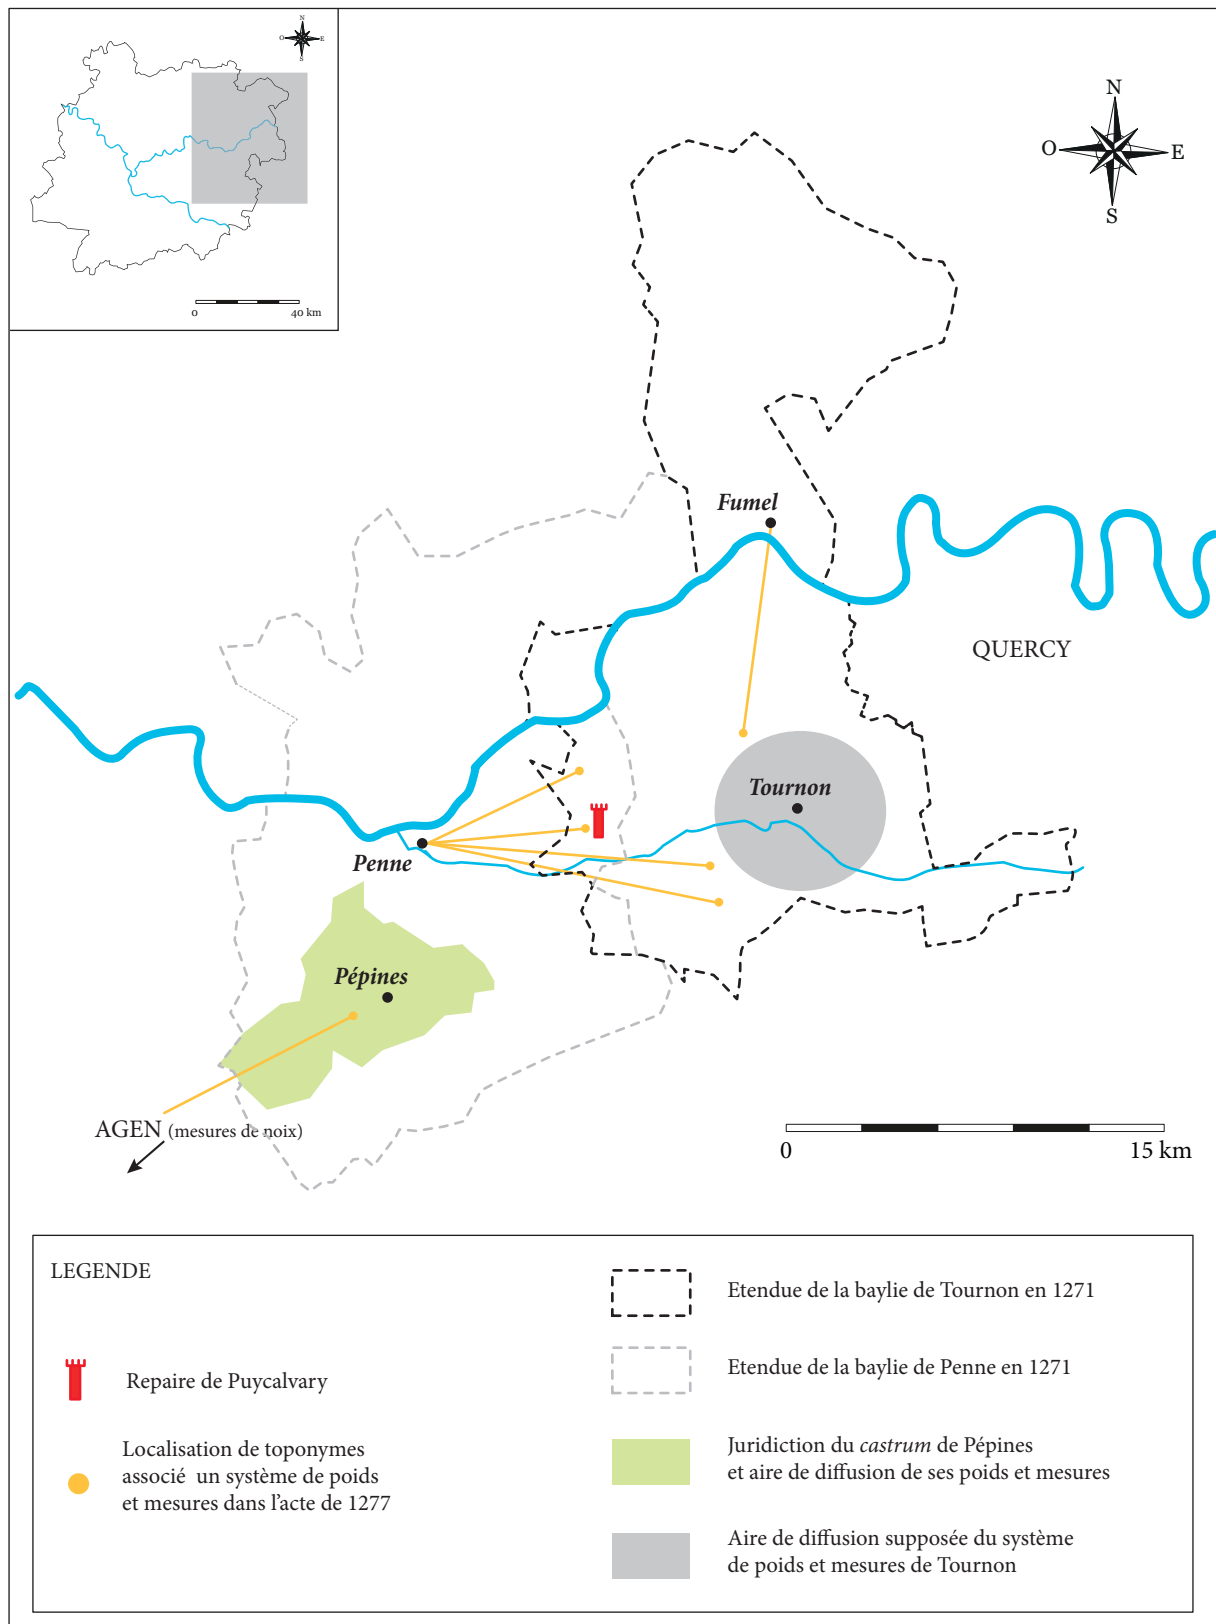 N
O
E
S
0
40 km
N
O
E
S
Fumel
QUERCY
Tournon
Penne
Pépines
AGEN (mesures de noix)
0
15 km
LEGENDE
Repaire de Puycalvary
Localisation de toponymes
associé un système de poids
et mesures dans l'acte de 1277
Etendue de la baylie de Tournon en 1271
Etendue de la baylie de Penne en 1271
Juridiction du castrum de Pépines
et aire de diffusion de ses poids et mesures
Aire de diffusion supposée du système
de poids et mesures de Tournon